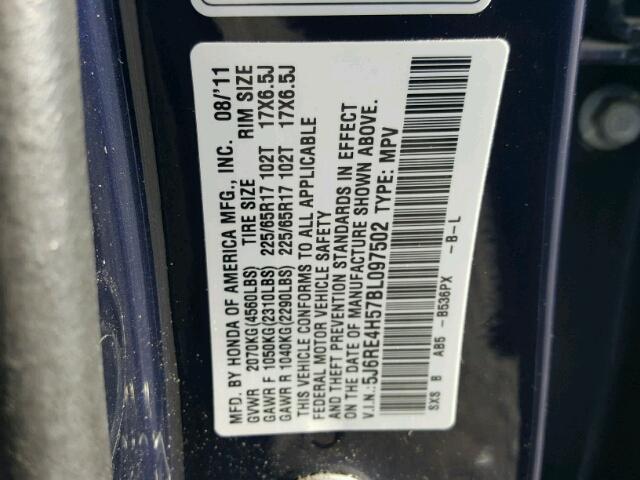 MFD. BY HONDA OF AMERICA MFG., INC. 08/'11
GVWR 2070KG(4560LBS) TIRE SIZE RIM SIZE
GAWR F 1050KG(2310LBS) 225/65R17 102T 17X6.5J
GAWR R 1040KG(2290LBS) 225/65R17 102T 17X6.5J
THIS VEHICLE CONFORMS TO ALL APPLICABLE
FEDERAL MOTOR VEHICLE SAFETY
AND THEFT PREVENTION STANDARDS IN EFFECT
ON THE DATE OF MANUFACTURE SHOWN ABOVE.
V.I.N.:5J6RE4H57BL097502 TYPE: MPV
SXS B AB5 -B536PX -B-L